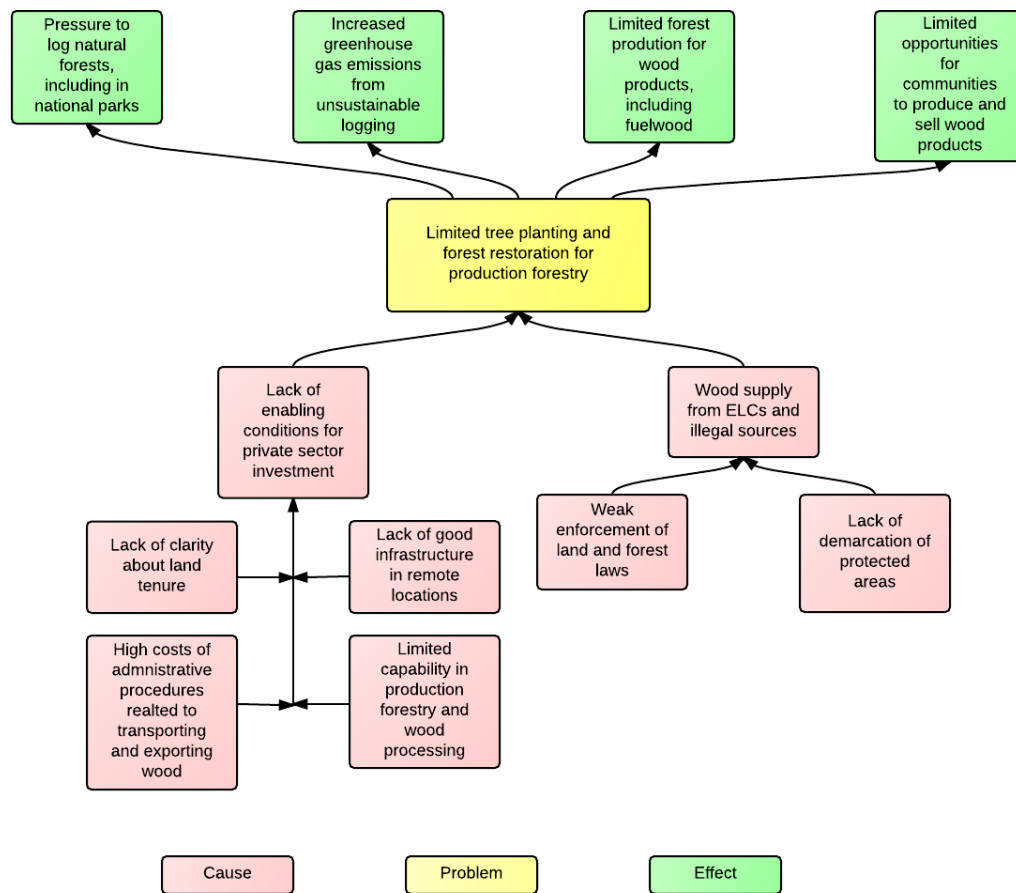 Pressure to
log natural
forests,
including in
national parks
Increased
greenhouse
gas emissions
from
unsustainable
logging
Limited forest
prodution for
wood
products,
including
fuelwood
Limited
opportunities
for
communities
to produce and
sell wood
products
Limited tree planting and
forest restoration for
production forestry
Lack of
enabling
conditions for
private sector
investment
Wood supply
from ELCs and
illegal sources
Lack of clarity
about land
tenure
Lack of good
infrastructure
in remote
locations
Weak
enforcement of
land and forest
laws
Lack of
demarcation of
protected
areas
High costs of
admnistrative
procedures
realted to
transporting
and exporting
wood
Limited
capability in
production
forestry and
wood
processing
Cause
Problem
Effect